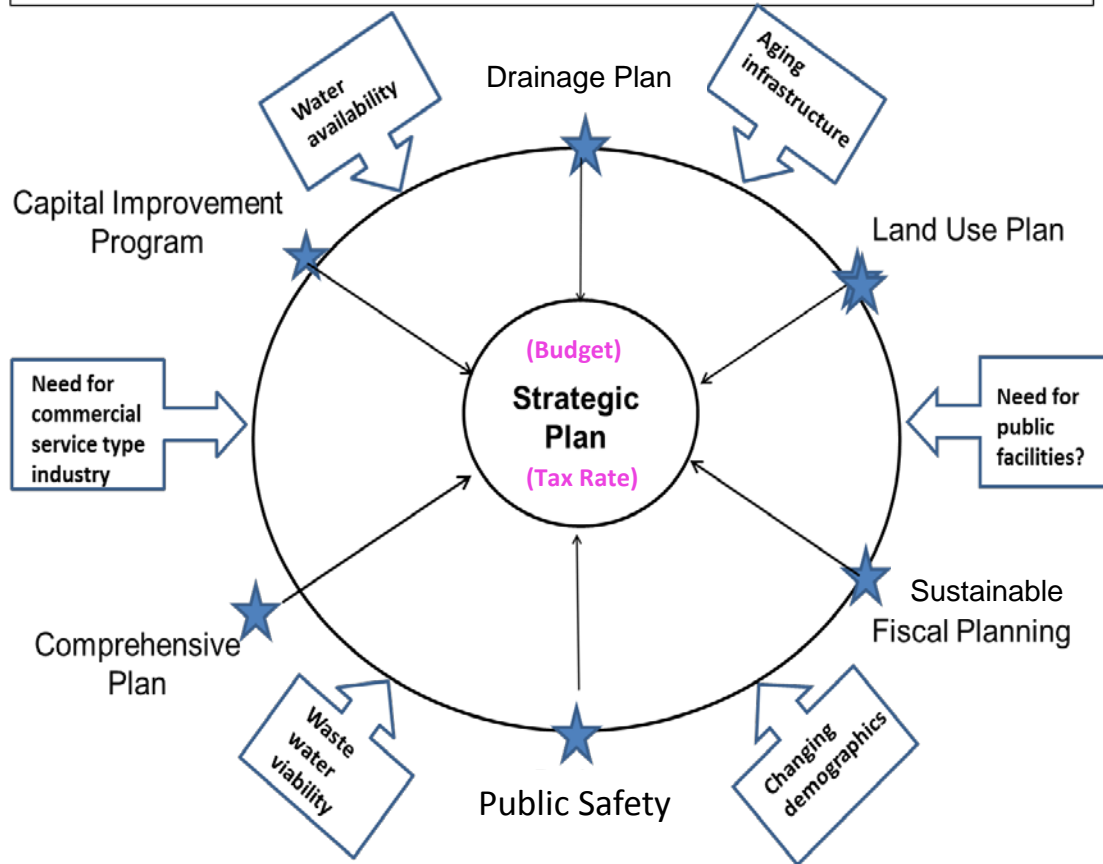 Drainage Plan
Water
availability
Aging
infrastructure
Capital Improvement
Program
Land Use Plan
(Budget)
Strategic
Plan
(Tax Rate)
Need for
commercial
service type
industry
Need for
public
facilities?
Comprehensive
Plan
Sustainable
Fiscal Planning
Waste
water
viability
Changing
demographics
Public Safety